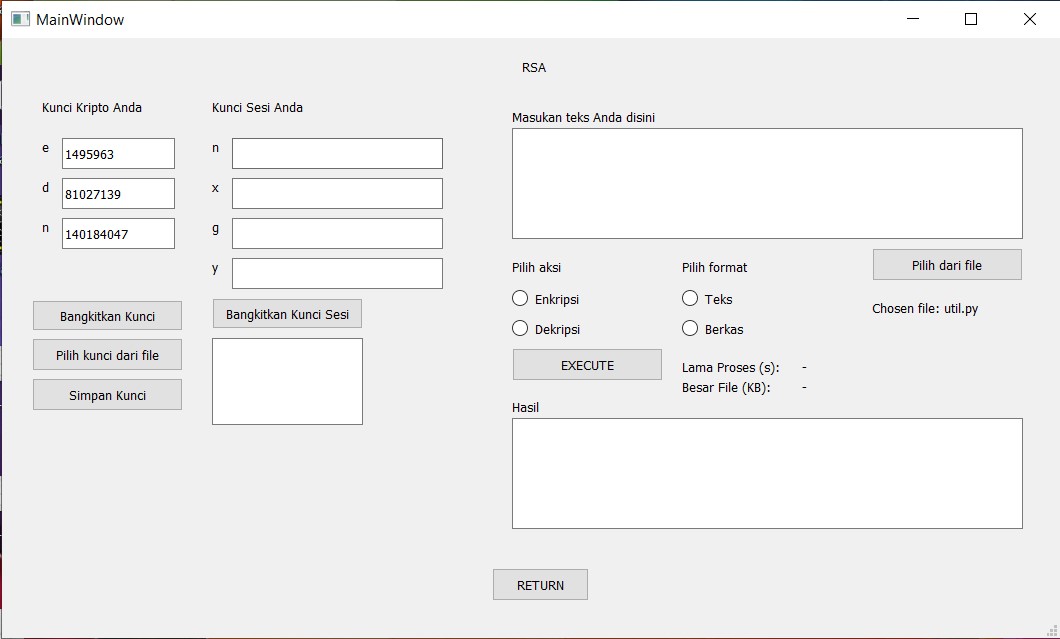 MainWindow
RSA
Kunci Kripto Anda
e
1495963
d
81027139
n
140184047
Bangkitkan Kunci
Pilih kunci dari file
Simpan Kunci
Kunci Sesi Anda
n
x
g
y
Bangkitkan Kunci Sesi
Masukan teks Anda disini
Pilih aksi
Enkripsi
Dekripsi
EXECUTE
Pilih format
Teks
Berkas
Pilih dari file
Chosen file: util.py
Lama Proses (s): -
Besar File (KB): -
Hasil
RETURN